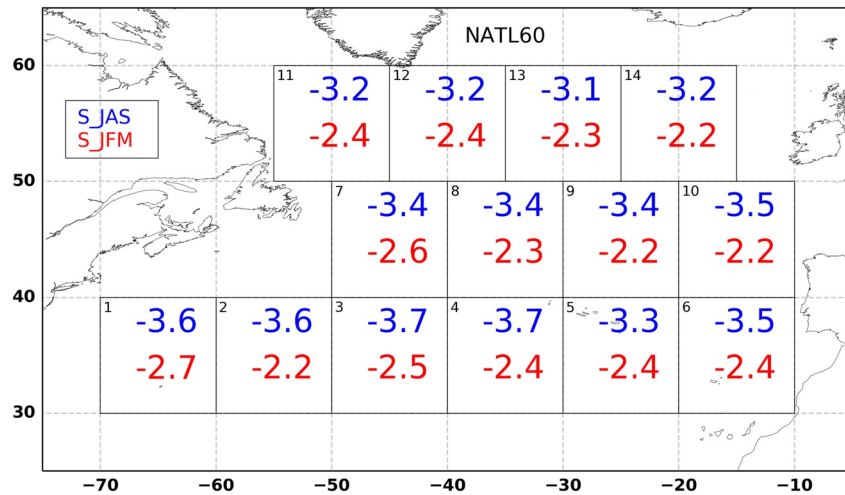 NATL60
60
11 12 13 14
-3.2 -3.2 -3.1 -3.2
S_JAS
S_JFM
-2.4 -2.4 -2.3 -2.2
50
7 8 9 10
-3.4 -3.4 -3.4 -3.5
-2.6 -2.3 -2.2 -2.2
40
1 2 3 4 5 6
-3.6 -3.6 -3.7 -3.7 -3.3 -3.5
-2.7 -2.2 -2.5 -2.4 -2.4 -2.4
30
−70 −60 −50 −40 −30 −20 −10